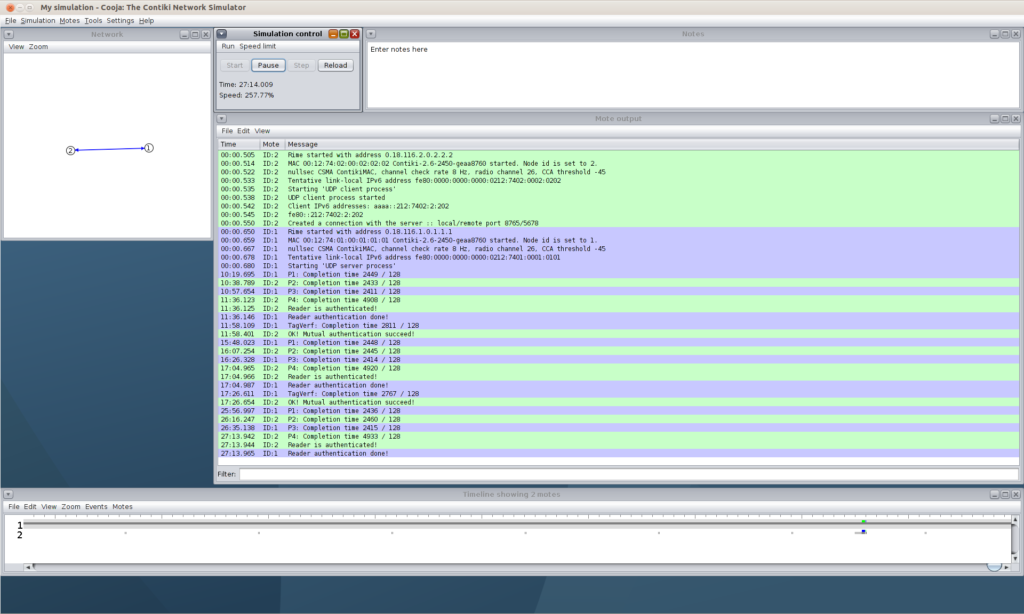 My simulation - Cooja: The Contiki Network Simulator
File Simulation Motes Tools Settings Help
Network
View Zoom
2 1
Simulation control
Run Speed limit
Start Pause Step Reload
Time: 27:14.009
Speed: 257.77%
Notes
Enter notes here
Mote output
File Edit View
Time Mote Message
00:00.505 ID:2 Rime started with address 0.18.116.2.0.2.2.2
00:00.514 ID:2 MAC 00:12:74:02:00:02:02:02 Contiki-2.6-2450-geaa8760 started. Node id is set to 2.
00:00.522 ID:2 nullsec CSMA ContikiMAC, channel check rate 8 Hz, radio channel 26, CCA threshold -45
00:00.533 ID:2 Tentative link-local IPv6 address fe80:0000:0000:0000:0212:7402:0002:0202
00:00.535 ID:2 Starting 'UDP client process'
00:00.538 ID:2 UDP client process started
00:00.542 ID:2 Client IPv6 addresses: aaaa::212:7402:2:202
00:00.545 ID:2 fe80::212:7402:2:202
00:00.550 ID:2 Created a connection with the server :: local/remote port 8765/5678
00:00.650 ID:1 Rime started with address 0.18.116.1.0.1.1.1
00:00.659 ID:1 MAC 00:12:74:01:00:01:01:01 Contiki-2.6-2450-geaa8760 started. Node id is set to 1.
00:00.667 ID:1 nullsec CSMA ContikiMAC, channel check rate 8 Hz, radio channel 26, CCA threshold -45
00:00.678 ID:1 Tentative link-local IPv6 address fe80:0000:0000:0000:0212:7401:0001:0101
00:00.680 ID:1 Starting 'UDP server process'
10:19.695 ID:1 P1: Completion time 2449 / 128
10:38.789 ID:2 P2: Completion time 2433 / 128
10:57.654 ID:1 P3: Completion time 2411 / 128
11:36.123 ID:2 P4: Completion time 4908 / 128
11:36.125 ID:2 Reader is authenticated!
11:36.146 ID:1 Reader authentication done!
11:58.109 ID:1 TagVerf: Completion time 2811 / 128
11:58.401 ID:2 OK! Mutual authentication succeed!
15:48.023 ID:1 P1: Completion time 2448 / 128
16:07.254 ID:2 P2: Completion time 2445 / 128
16:26.328 ID:1 P3: Completion time 2414 / 128
17:04.965 ID:2 P4: Completion time 4920 / 128
17:04.966 ID:2 Reader is authenticated!
17:04.987 ID:1 Reader authentication done!
17:26.611 ID:1 TagVerf: Completion time 2767 / 128
17:26.654 ID:2 OK! Mutual authentication succeed!
25:56.997 ID:1 P1: Completion time 2436 / 128
26:16.247 ID:2 P2: Completion time 2460 / 128
26:35.138 ID:1 P3: Completion time 2415 / 128
27:13.942 ID:2 P4: Completion time 4933 / 128
27:13.944 ID:2 Reader is authenticated!
27:13.965 ID:1 Reader authentication done!
Filter:
Timeline showing 2 motes
File Edit View Zoom Events Motes
1
2